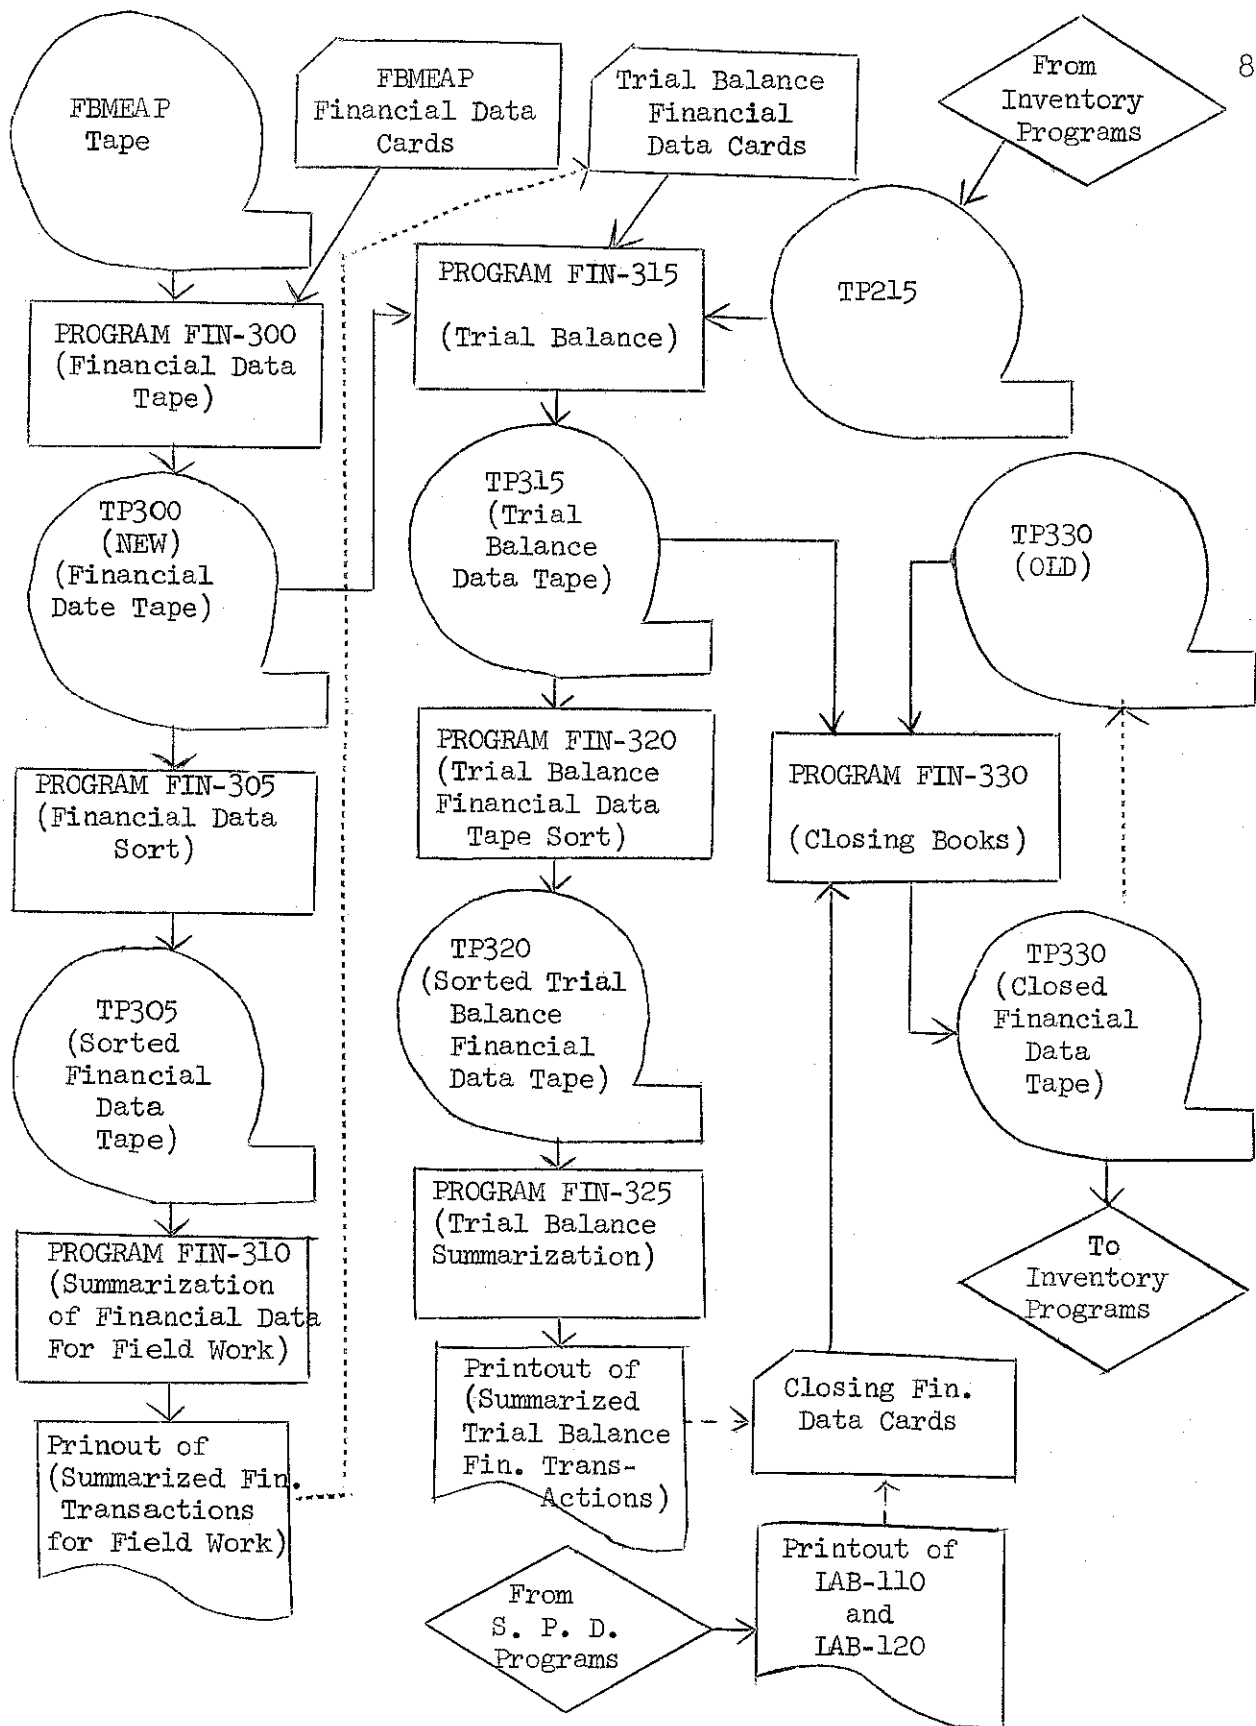 8
FBMEAP
Tape
FBMEAP
Financial Data
Cards
Trial Balance
Financial
Data Cards
From
Inventory
Programs
PROGRAM FIN-300
(Financial Data
Tape)
PROGRAM FIN-315
(Trial Balance)
TP215
TP300
(NEW)
(Financial
Date Tape)
TP315
(Trial
Balance
Data Tape)
TP330
(OLD)
PROGRAM FIN-305
(Financial Data
Sort)
PROGRAM FIN-320
(Trial Balance
Financial Data
Tape Sort)
PROGRAM FIN-330
(Closing Books)
TP305
(Sorted
Financial
Data
Tape)
TP320
(Sorted Trial
Balance
Financial
Data Tape)
TP330
(Closed
Financial
Data
Tape)
PROGRAM FIN-310
(Summarization
of Financial Data
For Field Work)
PROGRAM FIN-325
(Trial Balance
Summarization)
To
Inventory
Programs
Prinout of
(Summarized Fin.
Transactions
for Field Work)
Printout of
(Summarized
Trial Balance
Fin. Trans-
Actions)
Closing Fin.
Data Cards
From
S. P. D.
Programs
Printout of
LAB-110
and
LAB-120